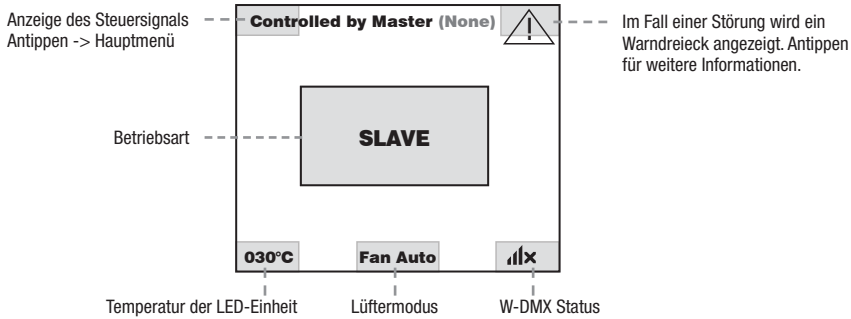 Anzeige des Steuersignals
Antippen -> Hauptmenü
Controlled by Master (None)
Im Fall einer Störung wird ein
Warndreieck angezeigt. Antippen
für weitere Informationen.
Betriebsart
SLAVE
030°C
Fan Auto
Temperatur der LED-Einheit
Lüftermodus
W-DMX Status